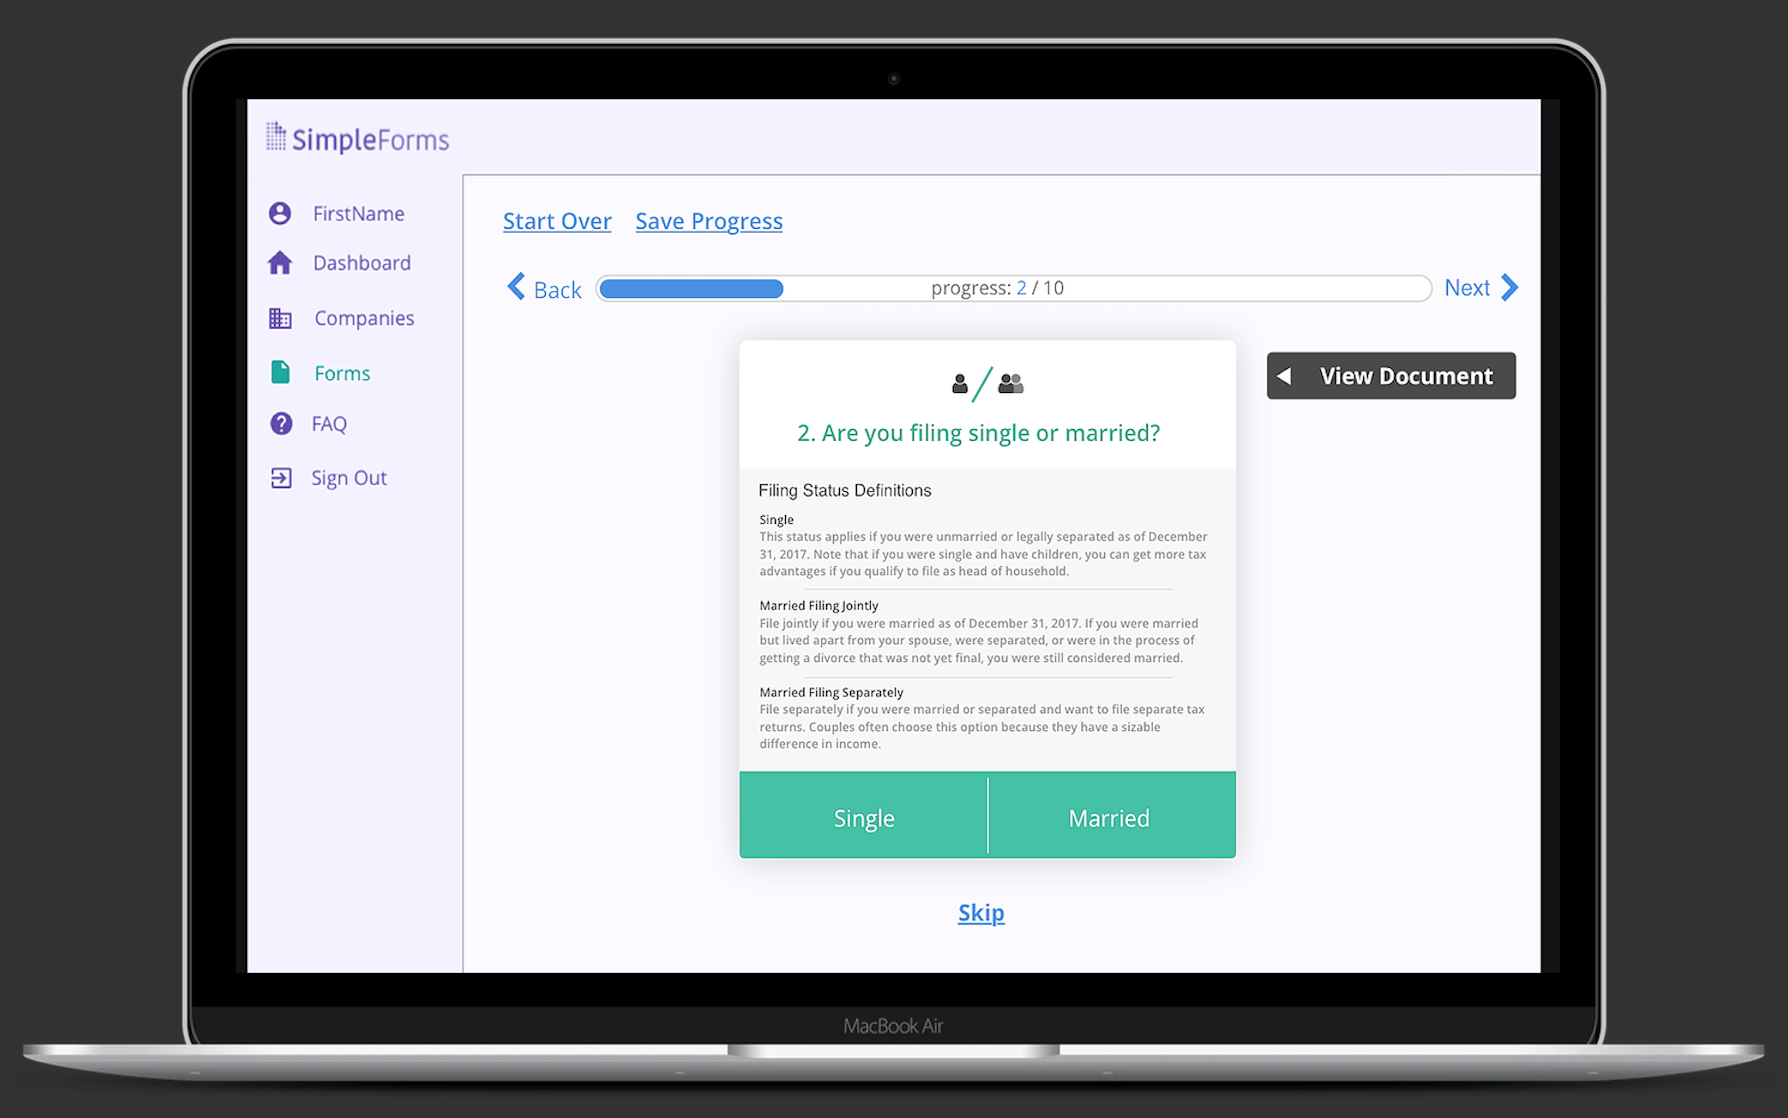 SimpleForms
FirstName
Dashboard
Companies
Forms
FAQ
Sign Out
Start Over Save Progress
Back progress: 2 / 10 Next
View Document
2. Are you filing single or married?
Filing Status Definitions
Single
This status applies if you were unmarried or legally separated as of December
31, 2017. Note that if you were single and have children, you can get more tax
advantages if you qualify to file as head of household.
Married Filing Jointly
File jointly if you were married as of December 31, 2017. If you were married
but lived apart from your spouse, were separated, or were in the process of
getting a divorce that was not yet final, you were still considered married.
Married Filing Separately
File separately if you were married or separated and want to file separate tax
returns. Couples often choose this option because they have a sizable
difference in income.
Single Married
Skip
MacBook Air